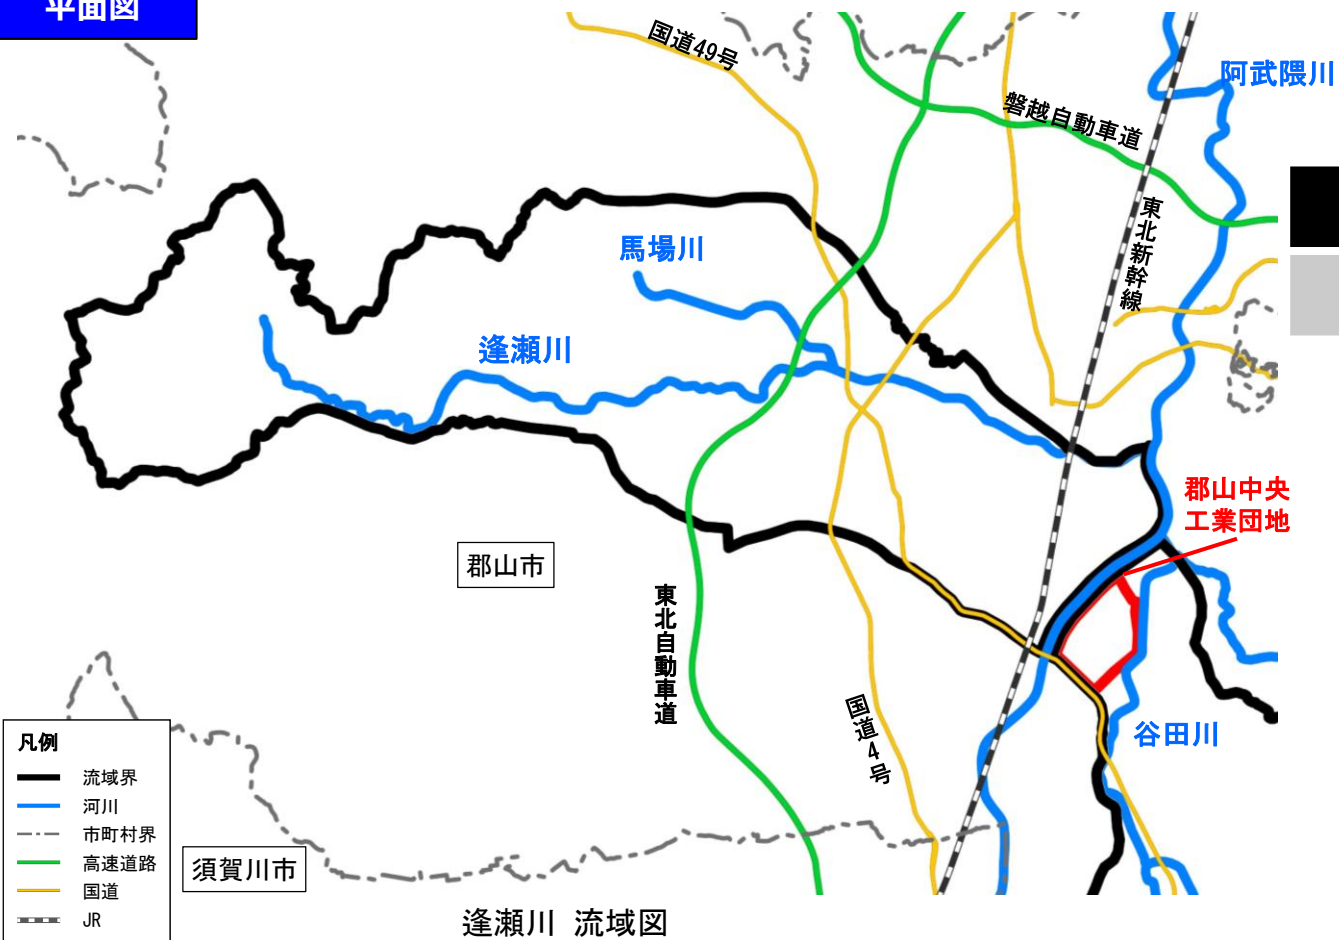 平面図
国道49号
阿武隈川
磐越自動車道
東北新幹線
馬場川
逢瀬川
郡山中央
工業団地
郡山市
東北自動車道
国道4号
谷田川
凡例
流域界
河川
市町村界
高速道路
国道
JR
須賀川市
逢瀬川 流域図